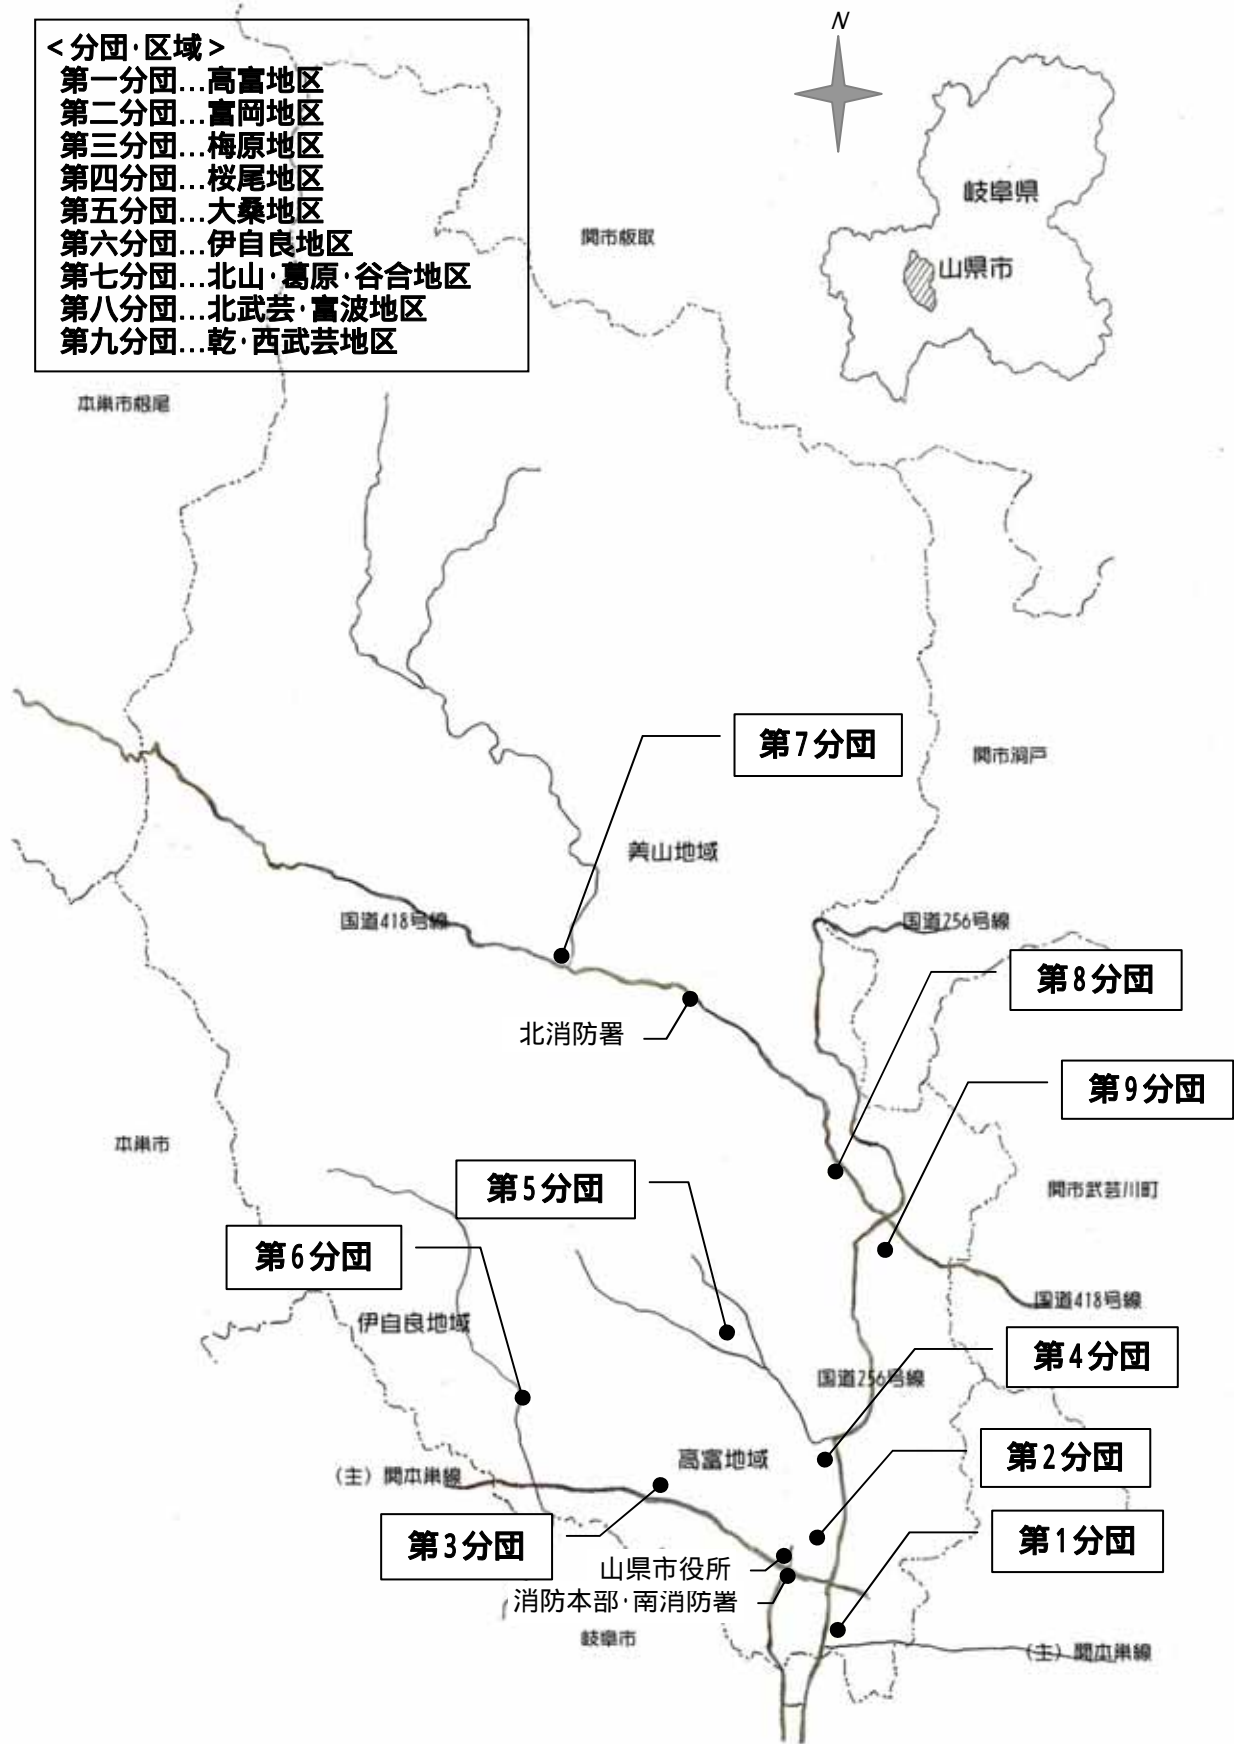 N
<分団・区域>
第一分団…高富地区
第二分団…富岡地区
第三分団…梅原地区
第四分団…桜尾地区
第五分団…大桑地区
第六分団…伊自良地区
第七分団…北山・葛原・谷合地区
第八分団…北武芸・富波地区
第九分団…乾・西武芸地区
岐阜県
山県市
関市板取
本巣市根尾
第7分団
関市洞戸
美山地域
国道418号線
国道256号線
第8分団
北消防署
第9分団
本巣市
第5分団
関市武芸川町
第6分団
国道418号線
伊自良地域
第4分団
国道256号線
高富地域
第2分団
(主)関本巣線
第3分団
第1分団
山県市役所
消防本部・南消防署
岐阜市
(主)関本巣線